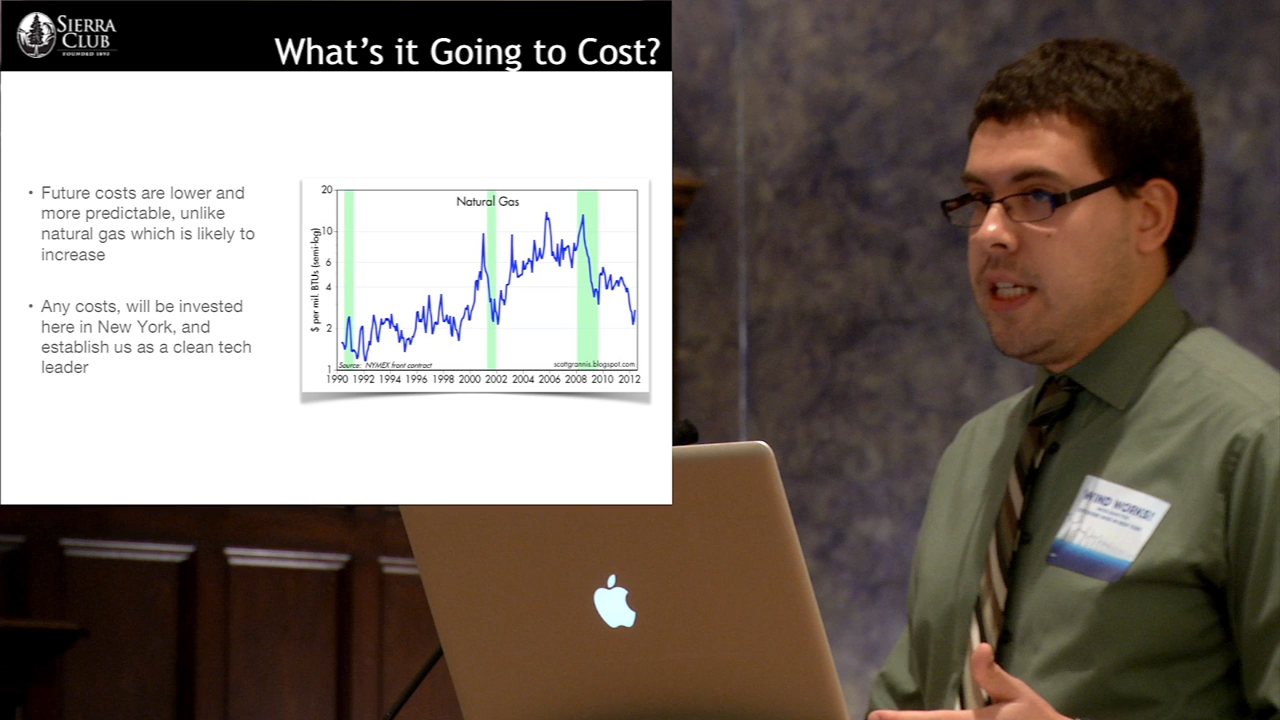 SIERRA
CLUB
FOUNDED 1892
What's it Going to Cost?
• Future costs are lower and
more predictable, unlike
natural gas which is likely to
increase
• Any costs, will be invested
here in New York, and
establish us as a clean tech
leader
Natural Gas
$ per mil. BTUs (semi-log)
20
10
6
4
2
1
Source: NYMEX front contract
scottgrannis.blogspot.com
1990 1992 1994 1996 1998 2000 2002 2004 2006 2008 2010 2012
WIND WORKS!